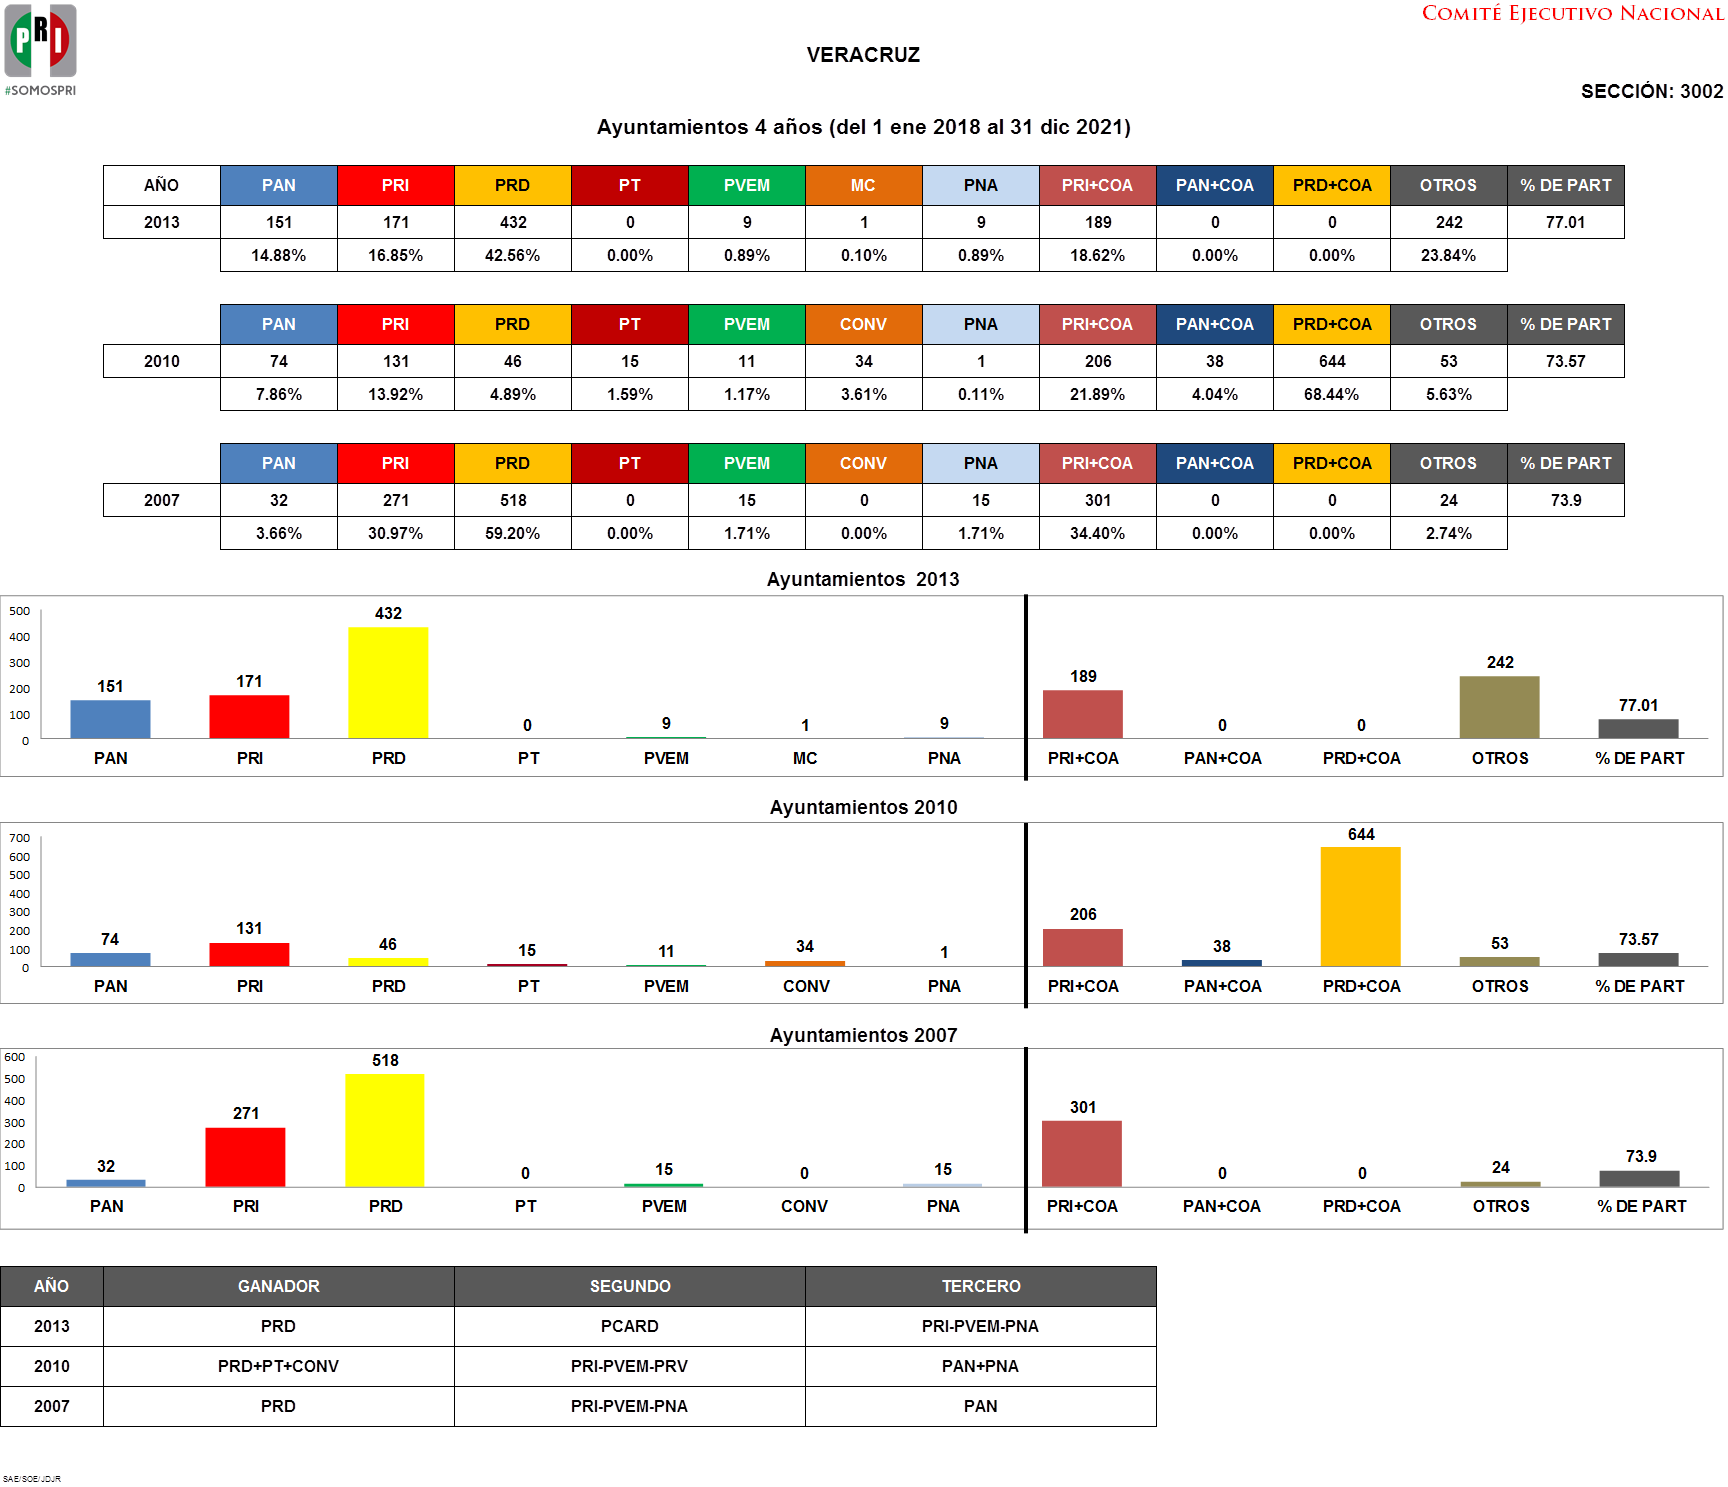 COMITÉ EJECUTIVO NACIONAL
PRI
#SOMOSPRI
VERACRUZ
SECCIÓN: 3002
Ayuntamientos 4 años (del 1 ene 2018 al 31 dic 2021)
AÑO PAN PRI PRD PT PVEM MC PNA PRI+COA PAN+COA PRD+COA OTROS % DE PART
2013 151 171 432 0 9 1 9 189 0 0 242 77.01
14.88% 16.85% 42.56% 0.00% 0.89% 0.10% 0.89% 18.62% 0.00% 0.00% 23.84%
PAN PRI PRD PT PVEM CONV PNA PRI+COA PAN+COA PRD+COA OTROS % DE PART
2010 74 131 46 15 11 34 1 206 38 644 53 73.57
7.86% 13.92% 4.89% 1.59% 1.17% 3.61% 0.11% 21.89% 4.04% 68.44% 5.63%
PAN PRI PRD PT PVEM CONV PNA PRI+COA PAN+COA PRD+COA OTROS % DE PART
2007 32 271 518 0 15 0 15 301 0 0 24 73.9
3.66% 30.97% 59.20% 0.00% 1.71% 0.00% 1.71% 34.40% 0.00% 0.00% 2.74%
Ayuntamientos 2013
500
400
300
200
100
0
151 171 432 0 9 1 9 189 0 0 242 77.01
PAN PRI PRD PT PVEM MC PNA PRI+COA PAN+COA PRD+COA OTROS % DE PART
Ayuntamientos 2010
700
600
500
400
300
200
100
0
74 131 46 15 11 34 1 206 38 644 53 73.57
PAN PRI PRD PT PVEM CONV PNA PRI+COA PAN+COA PRD+COA OTROS % DE PART
Ayuntamientos 2007
600
500
400
300
200
100
0
32 271 518 0 15 0 15 301 0 0 24 73.9
PAN PRI PRD PT PVEM CONV PNA PRI+COA PAN+COA PRD+COA OTROS % DE PART
AÑO GANADOR SEGUNDO TERCERO
2013 PRD PCARD PRI-PVEM-PNA
2010 PRD+PT+CONV PRI-PVEM-PRV PAN+PNA
2007 PRD PRI-PVEM-PNA PAN
SAE/SOE/JDJR